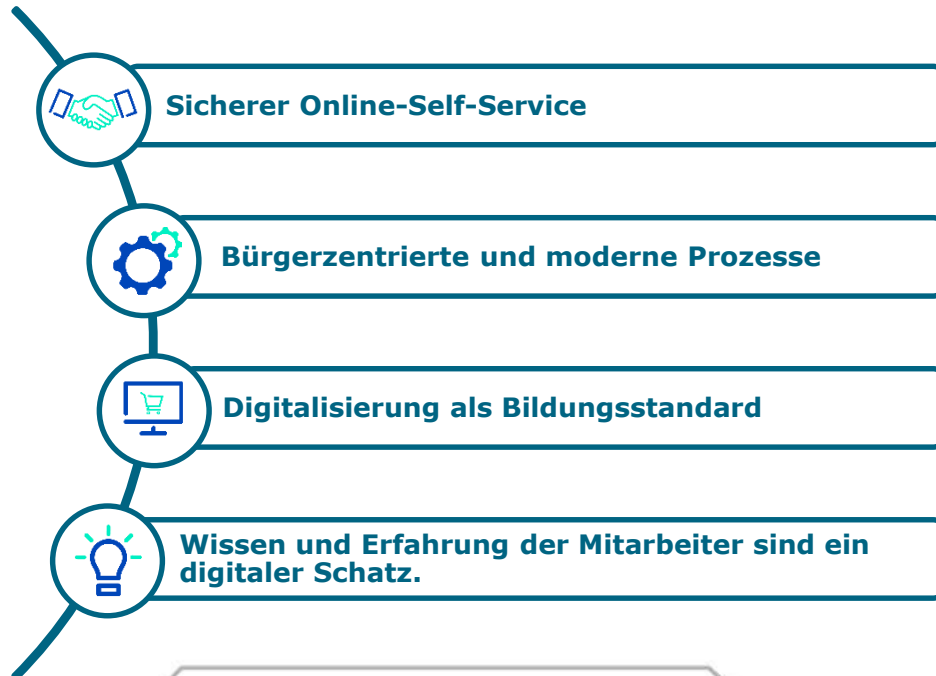 Sicherer Online-Self-Service
Bürgerzentrierte und moderne Prozesse
Digitalisierung als Bildungsstandard
Wissen und Erfahrung der Mitarbeiter sind ein
digitaler Schatz.